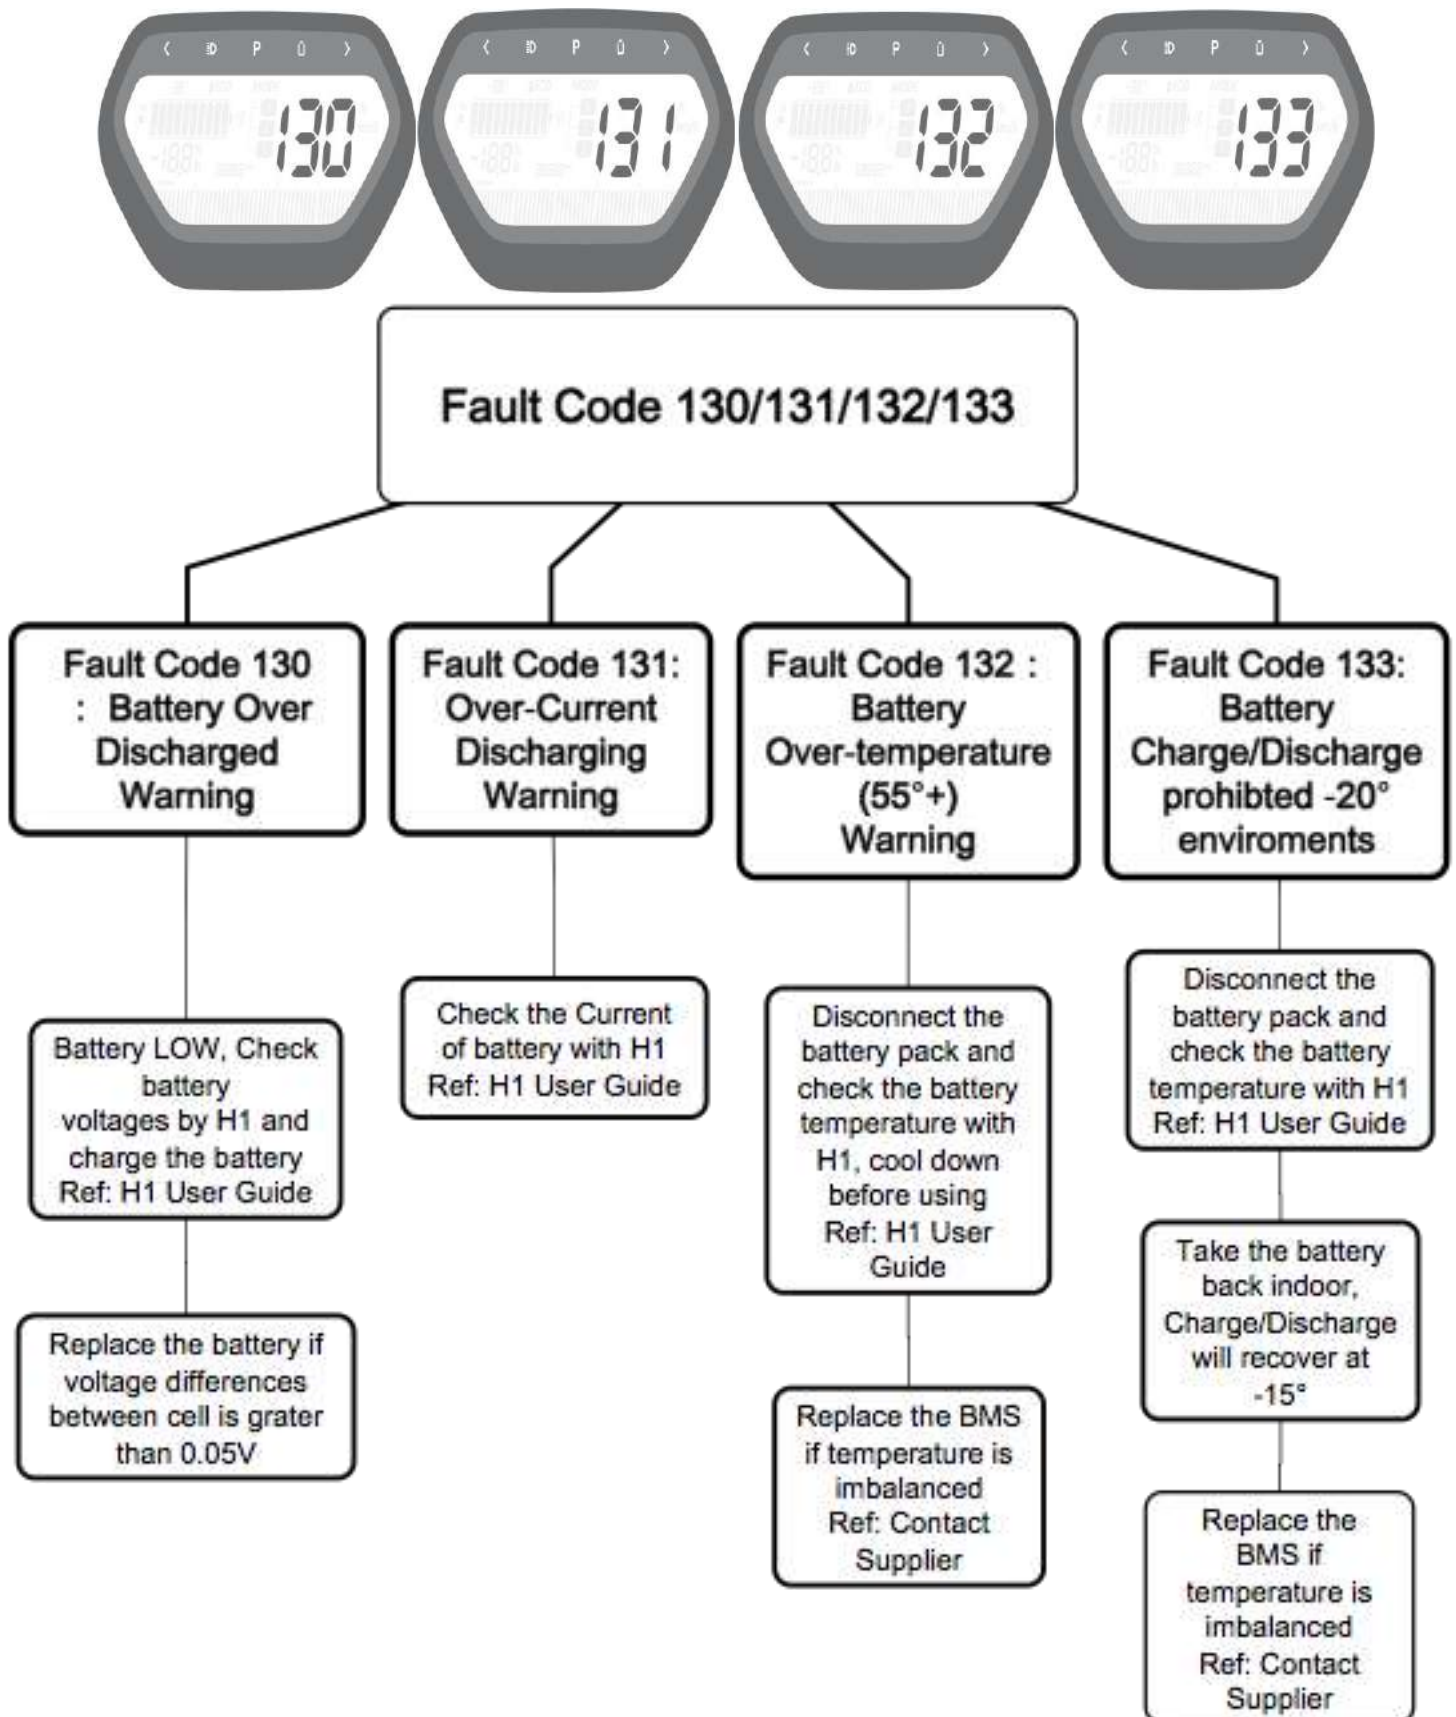 130
131
132
133
Fault Code 130/131/132/133
Fault Code 130
: Battery Over
Discharged
Warning
Battery LOW, Check
battery
voltages by H1 and
charge the battery
Ref: H1 User Guide
Replace the battery if
voltage differences
between cell is grater
than 0.05V
Fault Code 131:
Over-Current
Discharging
Warning
Check the Current
of battery with H1
Ref: H1 User Guide
Fault Code 132 :
Battery
Over-temperature
(55°+)
Warning
Disconnect the
battery pack and
check the battery
temperature with
H1, cool down
before using
Ref: H1 User
Guide
Replace the BMS
if temperature is
imbalanced
Ref: Contact
Supplier
Fault Code 133:
Battery
Charge/Discharge
prohibted -20°
enviroments
Disconnect the
battery pack and
check the battery
temperature with H1
Ref: H1 User Guide
Take the battery
back indoor,
Charge/Discharge
will recover at
-15°
Replace the
BMS if
temperature is
imbalanced
Ref: Contact
Supplier